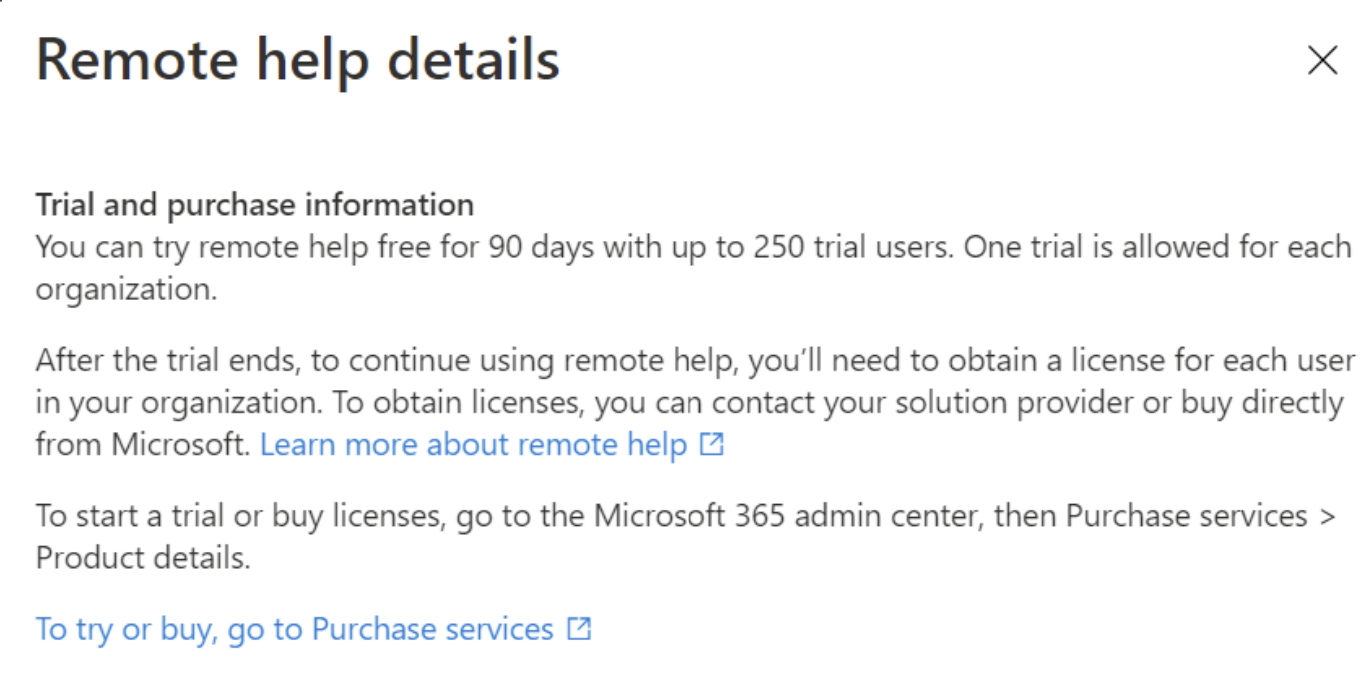 Remote help details
Trial and purchase information
You can try remote help free for 90 days with up to 250 trial users. One trial is allowed for each
organization.
After the trial ends, to continue using remote help, you’ll need to obtain a license for each user
in your organization. To obtain licenses, you can contact your solution provider or buy directly
from Microsoft. Learn more about remote help
To start a trial or buy licenses, go to the Microsoft 365 admin center, then Purchase services >
Product details.
To try or buy, go to Purchase services